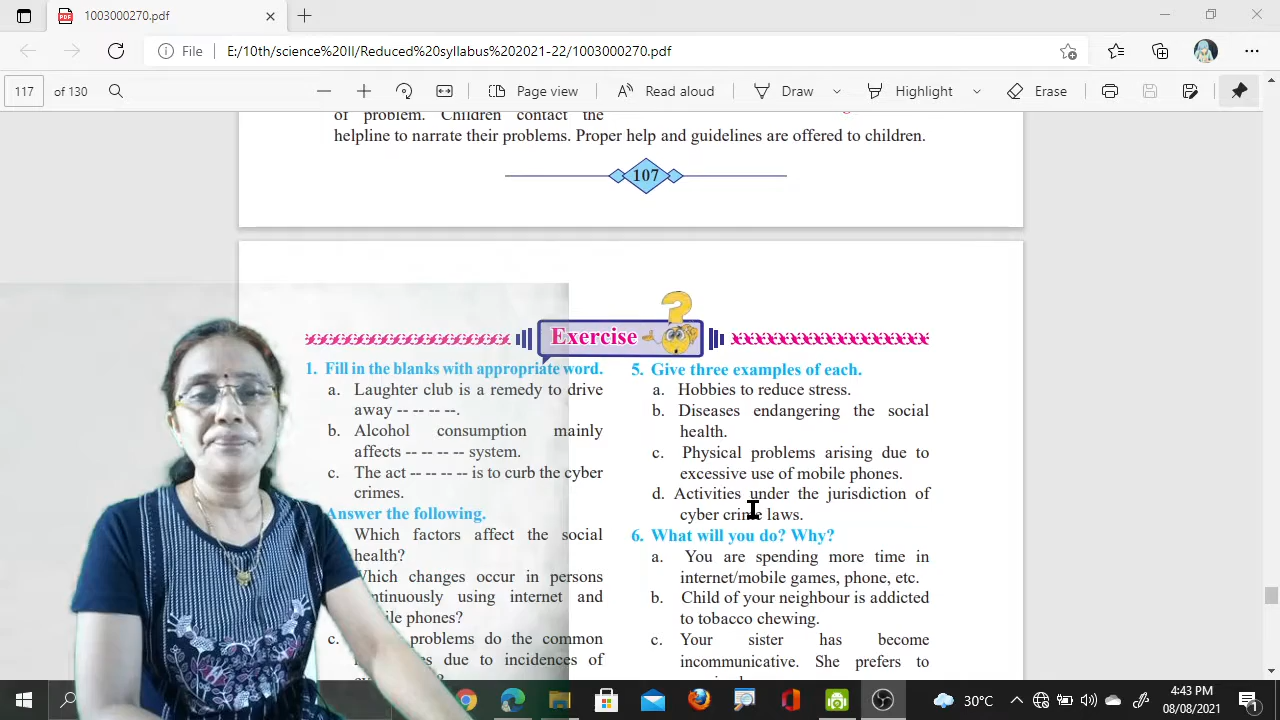 1003000270.pdf
File E:/10th/science%20II/Reduced%20syllabus%202021-22/1003000270.pdf
117 of 130 Page view Read aloud Draw Highlight Erase
of problem. Children contact the
helpline to narrate their problems. Proper help and guidelines are offered to children.
107
Exercise
1. Fill in the blanks with appropriate word.
a. Laughter club is a remedy to drive
away -- -- -- --.
b. Alcohol consumption mainly
affects -- -- -- -- system.
c. The act -- -- -- -- is to curb the cyber
crimes.
Answer the following.
Which factors affect the social
health?
Which changes occur in persons
continuously using internet and
phones?
c. problems do the common
due to incidences of
5. Give three examples of each.
a. Hobbies to reduce stress.
b. Diseases endangering the social
health.
c. Physical problems arising due to
excessive use of mobile phones.
d. Activities under the jurisdiction of
cyber crime laws.
6. What will you do? Why?
a. You are spending more time in
internet/mobile games, phone, etc.
b. Child of your neighbour is addicted
to tobacco chewing.
c. Your sister has become
incommunicative. She prefers to
30°C
4:43 PM
08/08/2021
1